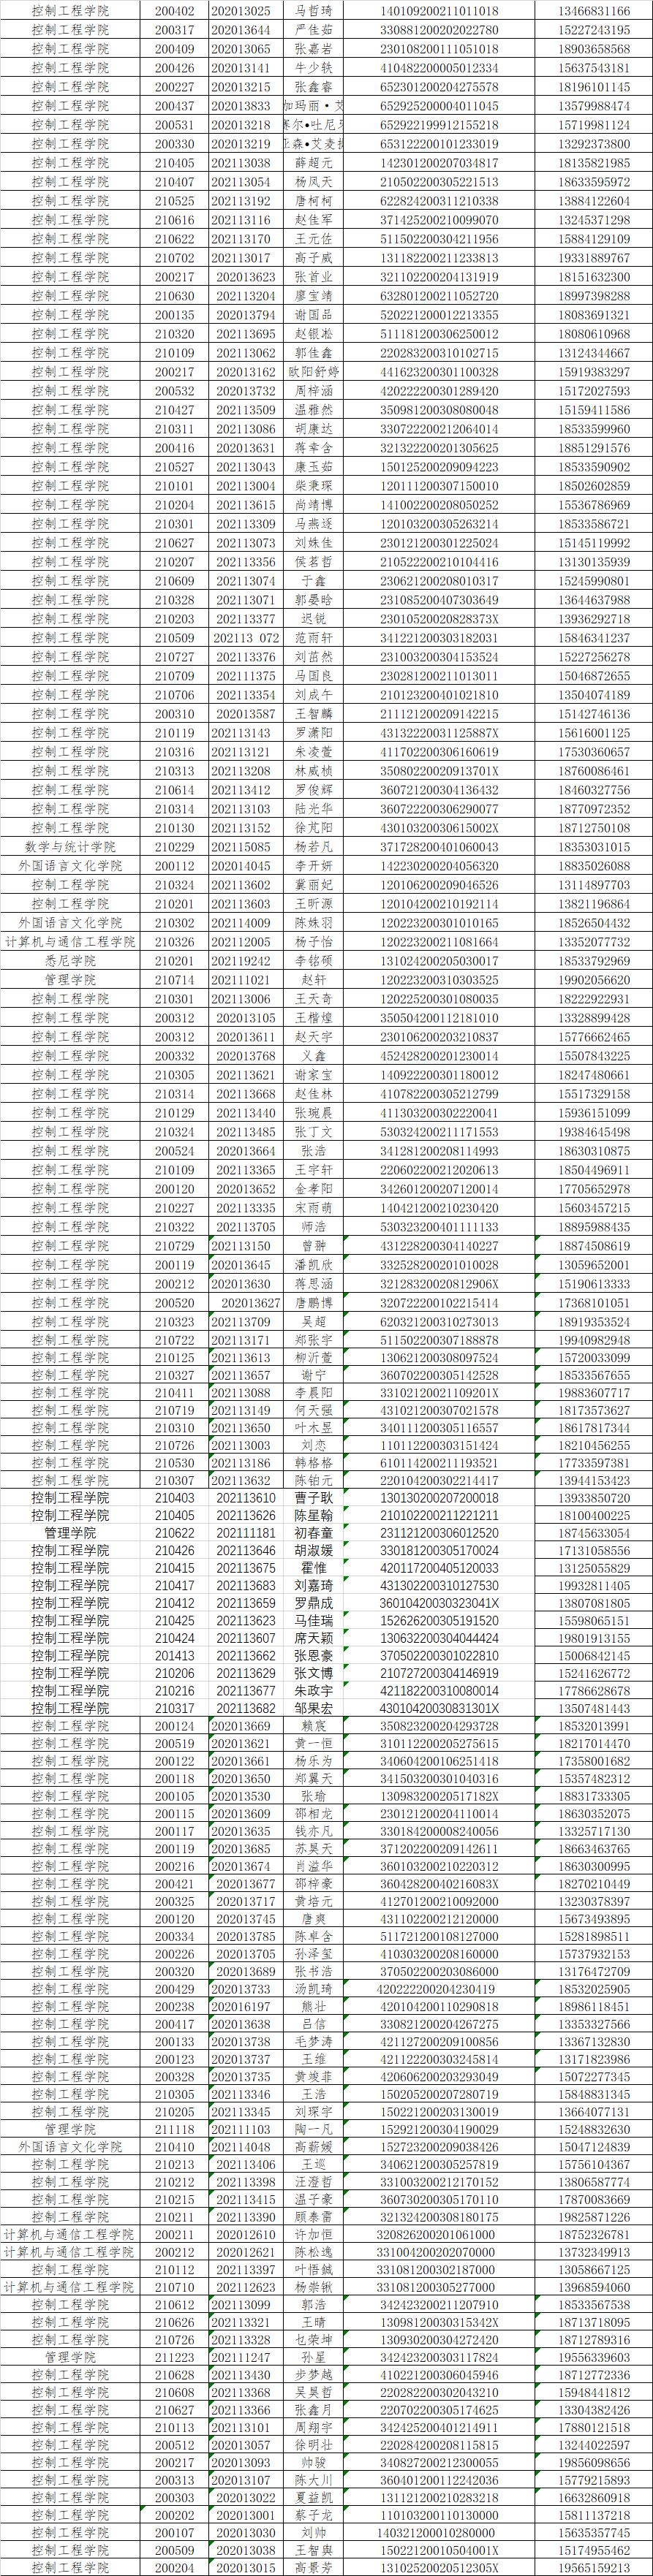 控制工程学院 200402 202013025 马哲琦 140109200211011018 13466831166
控制工程学院 200317 202013644 严佳茹 330881200202022780 15227243195
控制工程学院 200409 202013065 张嘉岩 230108200111051018 18903658568
控制工程学院 200426 202013141 牛少轶 410482200005012334 15637543181
控制工程学院 200227 202013215 张鑫睿 652301200204275578 18196101145
控制工程学院 200437 202013833 加玛丽·艾 652925200004011045 13579988474
控制工程学院 200531 202013218 赛尔•吐尼牙 652922199912155218 15719981124
控制工程学院 200330 202013219 亚森•艾麦提 653122200101233019 13292373800
控制工程学院 210405 202113038 薛超元 142301200207034817 18135821985
控制工程学院 210407 202113054 杨凤天 210502200305221513 18633595972
控制工程学院 210525 202113192 唐柯柯 622824200311210338 13884122604
控制工程学院 210616 202113116 赵佳军 371425200210099070 13245371298
控制工程学院 210622 202113170 王元佐 511502200304211956 15884129109
控制工程学院 210702 202113017 高子威 131182200211233813 19331889767
控制工程学院 200217 202013623 张首业 321102200204131919 18151632300
控制工程学院 210630 202113204 廖宝靖 632801200211052720 18997398288
控制工程学院 200135 202013794 谢国品 520221200012213355 18083691321
控制工程学院 210320 202113695 赵银凇 511181200306250012 18080610968
控制工程学院 210109 202113062 郭佳鑫 220283200310102715 13124344667
控制工程学院 200217 202013162 欧阳舒婷 441623200301100328 15919383297
控制工程学院 200532 202013732 周梓涵 420222200301289420 15172027593
控制工程学院 210427 202113509 温雅然 350981200308080048 15159411586
控制工程学院 210311 202113086 胡康达 330722200212064014 18533599960
控制工程学院 200416 202013631 蒋幸含 321322200201305625 18851291576
控制工程学院 210527 202113043 康玉茹 150125200209094223 18533590902
控制工程学院 210101 202113004 柴秉琛 120111200307150010 18502602859
控制工程学院 210204 202113615 尚靖博 141002200208050252 15536786969
控制工程学院 210301 202113309 马燕逐 120103200305263214 18533586721
控制工程学院 210627 202113073 刘姝佳 230121200301225024 15145119992
控制工程学院 210207 202113356 侯茗哲 210522200210104416 13130135939
控制工程学院 210609 202113074 于鑫 230621200208010317 15245990801
控制工程学院 210328 202113071 郭晏晗 231085200407303649 13644637988
控制工程学院 210203 202113377 迟锐 23010520020828373X 13936292718
控制工程学院 210509 202113 072 范雨轩 341221200303182031 15846341237
控制工程学院 210727 202113376 刘苗然 231003200304153524 15227256278
控制工程学院 210709 202111375 马国良 230281200211013011 15046872655
控制工程学院 210706 202113354 刘成午 210123200401021810 13504074189
控制工程学院 200310 202013587 王智麟 211121200209142215 15142746136
控制工程学院 210119 202113143 罗潇阳 43132220031125887X 15616001125
控制工程学院 210316 202113121 朱凌萱 411702200306160619 17530360657
控制工程学院 210313 202113208 林威桢 35080220020913701X 18760086461
控制工程学院 210614 202113412 罗俊辉 360721200304136432 18460327756
控制工程学院 210314 202113103 陆光华 360722200306290077 18770972352
控制工程学院 210130 202113152 徐芃阳 43010320030615002X 18712750108
数学与统计学院 210229 202115085 杨若凡 371728200401060043 18353031015
外国语言文化学院 200112 202014045 李开妍 142230200204056320 18835026088
控制工程学院 210324 202113602 冀丽妃 120106200209046526 13114897703
控制工程学院 210201 202113603 王昕源 120104200210192114 13821196864
外国语言文化学院 210302 202114009 陈姝羽 120223200301010165 18526504432
计算机与通信工程学院 210326 202112005 杨子怡 120223200211081664 13352077732
悉尼学院 210201 202119242 李铭硕 131024200205030017 18533792969
管理学院 210714 202111021 赵轩 120223200310303525 19902056620
控制工程学院 210301 202113006 王天奇 120225200301080035 18222922931
控制工程学院 200312 202013105 王楷煌 350504200112181010 13328899428
控制工程学院 200312 202013611 赵天宇 230106200203210837 15776662465
控制工程学院 200332 202013768 义鑫 452428200201230014 15507843225
控制工程学院 210305 202113621 谢家宝 140922200301180012 18247480661
控制工程学院 210314 202113668 赵佳林 410782200305212799 15517329158
控制工程学院 210129 202113440 张琬晨 411303200302220041 15936151099
控制工程学院 210324 202113485 张丁文 530324200211171553 19384645498
控制工程学院 200524 202013664 张浩 341281200208114993 18630310875
控制工程学院 210109 202113365 王宇轩 220602200212020613 18504496911
控制工程学院 200120 202013652 金孝阳 342601200207120014 17705652978
控制工程学院 210227 202113335 宋雨萌 140421200210230420 15603457215
控制工程学院 210322 202113705 师浩 530323200401111133 18895988435
控制工程学院 210729 202113150 曾翀 431228200304140227 18874508619
控制工程学院 200119 202013645 潘凯欣 332528200201010028 13059652001
控制工程学院 200212 202013630 蒋思涵 32128320020812906X 15190613333
控制工程学院 200520 202013627 唐鹏博 320722200102215414 17368101051
控制工程学院 210323 202113709 吴超 620321200310273013 18919353524
控制工程学院 210722 202113171 郑张宇 511502200307188878 19940982948
控制工程学院 210125 202113613 柳沂萱 130621200308097524 15720033099
控制工程学院 210327 202113657 谢宁 360702200305142528 18533567655
控制工程学院 210411 202113088 李晨阳 33102120021109201X 19883607717
控制工程学院 210719 202113149 何天强 431021200307021578 18173573627
控制工程学院 210310 202113650 叶木昱 340111200305116557 18617817344
控制工程学院 210726 202113003 刘恋 110112200303151424 18210456255
控制工程学院 210530 202113186 韩格格 610114200211193521 17733597381
控制工程学院 210307 202113632 陈铂元 220104200302214417 13944153423
控制工程学院 210403 202113610 曹子耿 130130200207200018 13933850720
控制工程学院 210405 202113626 陈星翰 210102200211221211 18100400225
管理学院 210622 202111181 初春童 231121200306012520 18745633054
控制工程学院 210426 202113646 胡淑媛 330181200305170024 17131058556
控制工程学院 210415 202113675 霍惟 420117200405120033 13125055829
控制工程学院 210417 202113683 刘嘉琦 431302200310127530 19932811405
控制工程学院 210412 202113659 罗鼎成 36010420030323041X 13807081805
控制工程学院 210425 202113623 马佳瑞 152626200305191520 15598065151
控制工程学院 210424 202113607 席天颖 130632200304044424 19801913155
控制工程学院 201413 202113662 张恩豪 370502200301022810 15006842145
控制工程学院 210206 202113629 张文博 210727200304146919 15241626772
控制工程学院 210216 202113677 朱政宇 421182200310080014 17786628678
控制工程学院 210317 202113682 邹果宏 43010420030831301X 13507481443
控制工程学院 200124 202013669 赖宸 350823200204293728 18532013991
控制工程学院 200519 202013621 黄一恒 310112200205275615 18217014470
控制工程学院 200122 202013661 杨乐为 340604200106251418 17358001682
控制工程学院 200118 202013650 郑翼天 341503200301040316 15357482312
控制工程学院 200105 202013530 张瑜 13098320020517182X 18831733305
控制工程学院 200115 202013609 邵相龙 230121200204110014 18630352075
控制工程学院 200117 202013635 钱亦凡 330184200008240056 13325717130
控制工程学院 200119 202013685 苏昊天 371202200209142611 18663463765
控制工程学院 200216 202013674 肖溢华 360103200210220312 18630300995
控制工程学院 200421 202013677 邵梓豪 36042820040216083X 18270210449
控制工程学院 200325 202013717 黄培元 412701200210092000 13230378397
控制工程学院 200120 202013745 唐爽 431102200212120000 15673493895
控制工程学院 200334 202013785 陈卓含 511721200108127000 15281898511
控制工程学院 200226 202013705 孙泽玺 410303200208160000 15737932153
控制工程学院 200320 202013689 张书浩 370502200203086000 13176472709
控制工程学院 200429 202013733 汤凯琦 420222200204230419 18532025905
控制工程学院 200238 202016197 熊壮 420104200110290818 18986118451
控制工程学院 200417 202013638 吕信 330821200204267275 13353327566
控制工程学院 200133 202013738 毛梦涛 421127200209100856 13367132830
控制工程学院 200123 202013737 王维 421122200303245814 13171823986
控制工程学院 200328 202013735 黄竣菲 420606200203293049 15072277345
控制工程学院 210305 202113346 王浩 150205200207280719 15848831345
控制工程学院 210205 202113345 刘琛宇 150221200203130019 13664077131
管理学院 211118 202111103 陶一凡 152921200304190029 15248832630
外国语言文化学院 210410 202114048 高薪媛 152723200209038426 15047124839
控制工程学院 210213 202113406 王巡 340621200305257819 15756104367
控制工程学院 210212 202113398 汪澄哲 331003200212170152 13806587774
控制工程学院 210215 202113415 温子豪 360730200305170110 17870083669
控制工程学院 210211 202113390 顾泰雷 321324200308180175 19825871226
计算机与通信工程学院 200211 202012610 许加恒 320826200201061000 18752326781
计算机与通信工程学院 200212 202012621 陈松逸 331004200202070000 13732349913
控制工程学院 210112 202113397 叶悟鋮 331081200302187000 13058667125
计算机与通信工程学院 210710 202112623 杨崇锹 331081200305277000 13968594060
控制工程学院 210612 202113099 郭浩 342423200211207910 18533567538
控制工程学院 210626 202113321 王晴 13098120030315342X 18713718095
控制工程学院 210726 202113328 乜荣坤 130930200304272420 18712789316
管理学院 211223 202111247 孙星 342423200303117824 19556339603
控制工程学院 210628 202113430 步梦越 410221200306045946 18712772336
控制工程学院 210608 202113368 吴昊哲 220282200302043210 15948441812
控制工程学院 210627 202113366 张鑫月 220702200305174625 13304382426
控制工程学院 210113 202113101 周翔宇 342425200401214911 17880121518
控制工程学院 200512 202013057 徐明壮 220284200208115815 13244022597
控制工程学院 200217 202013093 帅骏 340827200212300055 19856098656
控制工程学院 200313 202013107 陈大川 360401200112242036 15779215893
控制工程学院 200303 202013022 夏益凯 131121200210283218 16632860918
控制工程学院 200202 202013001 蔡子龙 110103200110130000 15811137218
控制工程学院 200107 202013030 刘帅 140321200010280000 15635357745
控制工程学院 200509 202013038 王智舆 15022120010504001X 15174955462
控制工程学院 200204 202013015 高景芳 13102520020512305X 19565159213